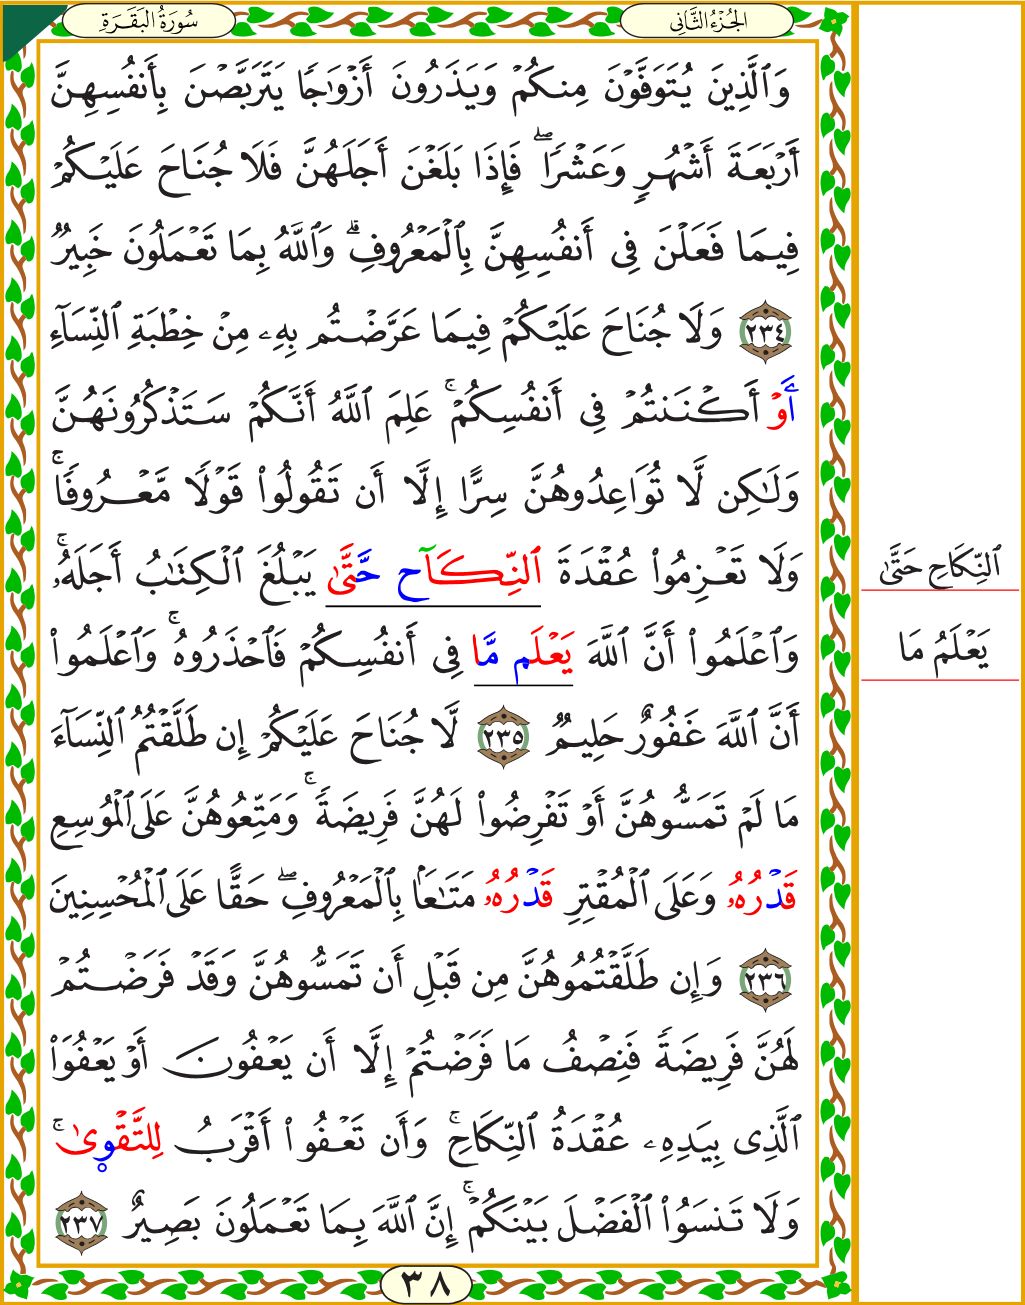 الجُزْءُ الثَّانِي
سُورَةُ البَقَرَةِ
وَٱلَّذِينَ يُتَوَفَّوۡنَ مِنكُمۡ وَيَذَرُونَ أَزۡوَٰجٗا يَتَرَبَّصۡنَ بِأَنفُسِهِنَّ
أَرۡبَعَةَ أَشۡهُرٖ وَعَشۡرٗاۖ فَإِذَا بَلَغۡنَ أَجَلَهُنَّ فَلَا جُنَاحَ عَلَيۡكُمۡ
فِيمَا فَعَلۡنَ فِيٓ أَنفُسِهِنَّ بِٱلۡمَعۡرُوفِۗ وَٱللَّهُ بِمَا تَعۡمَلُونَ خَبِيرٞ
٢٣٤ وَلَا جُنَاحَ عَلَيۡكُمۡ فِيمَا عَرَّضۡتُم بِهِۦ مِنۡ خِطۡبَةِ ٱلنِّسَآءِ
أَوۡ أَكۡنَنتُمۡ فِيٓ أَنفُسِكُمۡۚ عَلِمَ ٱللَّهُ أَنَّكُمۡ سَتَذۡكُرُونَهُنَّ
وَلَٰكِن لَّا تُوَاعِدُوهُنَّ سِرًّا إِلَّآ أَن تَقُولُواْ قَوۡلٗا مَّعۡرُوفٗاۚ
وَلَا تَعۡزِمُواْ عُقۡدَةَ ٱلنِّكَآح حَّتَّىٰ يَبۡلُغَ ٱلۡكِتَٰبُ أَجَلَهُۥۚ
ٱلنِّكَاحِ حَتَّىٰ
وَٱعۡلَمُوٓاْ أَنَّ ٱللَّهَ يَعۡلَم مَّا فِيٓ أَنفُسِكُمۡ فَٱحۡذَرُوهُۚ وَٱعۡلَمُوٓاْ
يَعۡلَمُ مَا
أَنَّ ٱللَّهَ غَفُورٌ حَلِيمٞ ٢٣٥ لَّا جُنَاحَ عَلَيۡكُمۡ إِن طَلَّقۡتُمُ ٱلنِّسَآءَ
مَا لَمۡ تَمَسُّوهُنَّ أَوۡ تَفۡرِضُواْ لَهُنَّ فَرِيضَةٗۚ وَمَتِّعُوهُنَّ عَلَى ٱلۡمُوسِعِ
قَدۡرُهُۥ وَعَلَى ٱلۡمُقۡتِرِ قَدۡرُهُۥ مَتَٰعَۢا بِٱلۡمَعۡرُوفِۖ حَقًّا عَلَى ٱلۡمُحۡسِنِينَ
٢٣٦ وَإِن طَلَّقۡتُمُوهُنَّ مِن قَبۡلِ أَن تَمَسُّوهُنَّ وَقَدۡ فَرَضۡتُمۡ
لَهُنَّ فَرِيضَةٗ فَنِصۡفُ مَا فَرَضۡتُمۡ إِلَّآ أَن يَعۡفُونَ أَوۡ يَعۡفُوَاْ
ٱلَّذِي بِيَدِهِۦ عُقۡدَةُ ٱلنِّكَاحِۚ وَأَن تَعۡفُوٓاْ أَقۡرَبُ لِلتَّقۡوٜىٰۚ
وَلَا تَنسَوُاْ ٱلۡفَضۡلَ بَيۡنَكُمۡۚ إِنَّ ٱللَّهَ بِمَا تَعۡمَلُونَ بَصِيرٌ ٢٣٧
٣٨